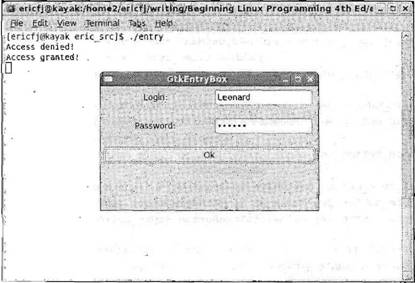 ericfj@kayak:/home2/ericfj/writing/Beginning Linux Programming 4th Ed/e
File Edit View Terminal Tabs Help
[ericfj@kayak eric_src]$ ./entry
Access denied!
Access granted!
GtkEntryBox
Login: Leonard
Password: ••••••
Ok